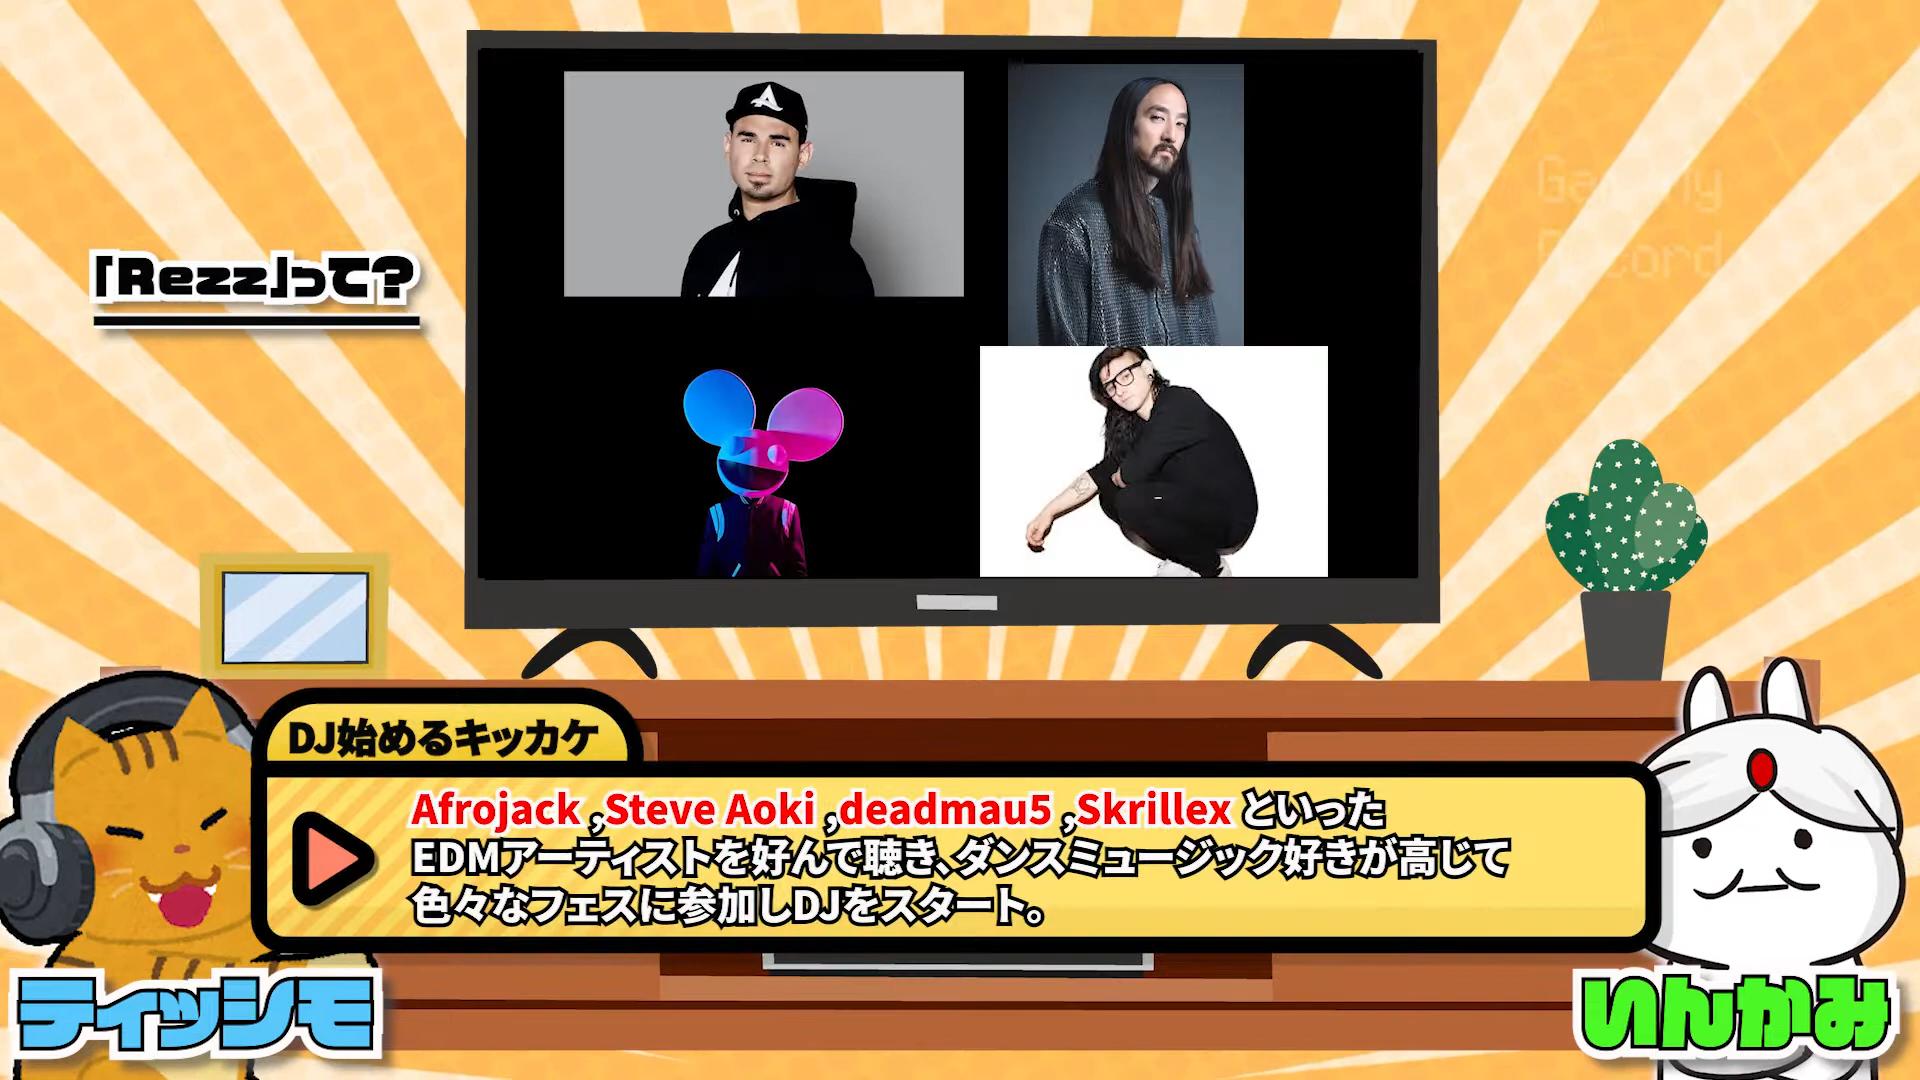 「Rezz」って?
DJ始めるキッカケ
Afrojack ,Steve Aoki ,deadmau5 ,Skrillex といった
EDMアーティストを好んで聴き、ダンスミュージック好きが高じて
色々なフェスに参加しDJをスタート。
ティッシモ
いんかみ